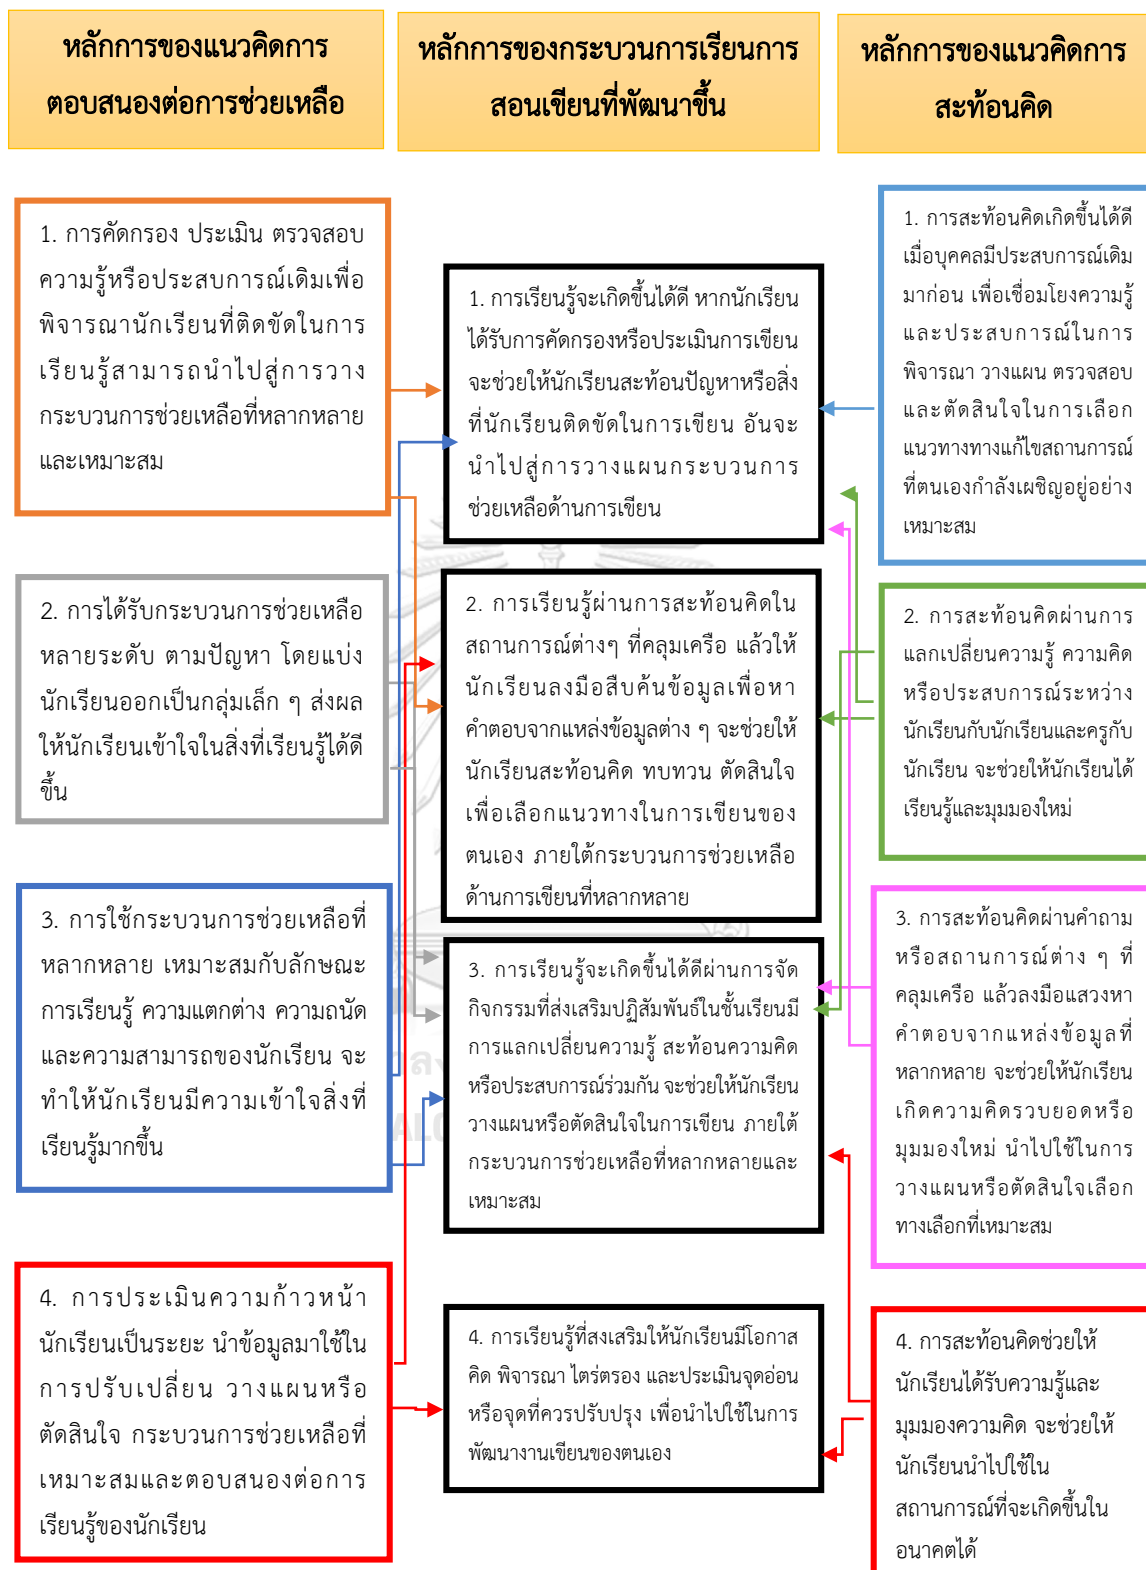 หลักการของแนวคิดการ
ตอบสนองต่อการช่วยเหลือ
หลักการของกระบวนการเรียนการ
สอนเขียนที่พัฒนาขึ้น
หลักการของแนวคิดการ
สะท้อนคิด
1. การคัดกรอง ประเมิน ตรวจสอบ
ความรู้หรือประสบการณ์เดิมเพื่อ
พิจารณานักเรียนที่ติดขัดในการ
เรียนรู้สามารถนำไปสู่การวาง
กระบวนการช่วยเหลือที่หลากหลาย
และเหมาะสม
2. การได้รับกระบวนการช่วยเหลือ
หลายระดับ ตามปัญหา โดยแบ่ง
นักเรียนออกเป็นกลุ่มเล็ก ๆ ส่งผล
ให้นักเรียนเข้าใจในสิ่งที่เรียนรู้ได้ดี
ขึ้น
3. การใช้กระบวนการช่วยเหลือที่
หลากหลาย เหมาะสมกับลักษณะ
การเรียนรู้ ความแตกต่าง ความถนัด
และความสามารถของนักเรียน จะ
ทำให้นักเรียนมีความเข้าใจสิ่งที่
เรียนรู้มากขึ้น
4. การประเมินความก้าวหน้า
นักเรียนเป็นระยะ นำข้อมูลมาใช้ใน
การปรับเปลี่ยน วางแผนหรือ
ตัดสินใจ กระบวนการช่วยเหลือที่
เหมาะสมและตอบสนองต่อการ
เรียนรู้ของนักเรียน
1. การเรียนรู้จะเกิดขึ้นได้ดี หากนักเรียน
ได้รับการคัดกรองหรือประเมินการเขียน
จะช่วยให้นักเรียนสะท้อนปัญหาหรือสิ่ง
ที่นักเรียนติดขัดในการเขียน อันจะ
นำไปสู่การวางแผนกระบวนการ
ช่วยเหลือด้านการเขียน
2. การเรียนรู้ผ่านการสะท้อนคิดใน
สถานการณ์ต่างๆ ที่คลุมเครือ แล้วให้
นักเรียนลงมือสืบค้นข้อมูลเพื่อหา
คำตอบจากแหล่งข้อมูลต่าง ๆ จะช่วยให้
นักเรียนสะท้อนคิด ทบทวน ตัดสินใจ
เพื่อเลือกแนวทางในการเขียนของ
ตนเอง ภายใต้กระบวนการช่วยเหลือ
ด้านการเขียนที่หลากหลาย
3. การเรียนรู้จะเกิดขึ้นได้ดีผ่านการจัด
กิจกรรมที่ส่งเสริมปฏิสัมพันธ์ในชั้นเรียนมี
การแลกเปลี่ยนความรู้ สะท้อนความคิด
หรือประสบการณ์ร่วมกัน จะช่วยให้นักเรียน
วางแผนหรือตัดสินใจในการเขียน ภายใต้
กระบวนการช่วยเหลือที่หลากหลายและ
เหมาะสม
4. การเรียนรู้ที่สงเสริมให้นักเรียนมีโอกาส
คิด พิจารณา ไตร่ตรอง และประเมินจุดอ่อน
หรือจุดที่ควรปรับปรุง เพื่อนำไปใช้ในการ
พัฒนางานเขียนของตนเอง
1. การสะท้อนคิดเกิดขึ้นได้ดี
เมื่อบุคคลมีประสบการณ์เดิม
มาก่อน เพื่อเชื่อมโยงความรู้
และประสบการณ์ในการ
พิจารณา วางแผน ตรวจสอบ
และตัดสินใจในการเลือก
แนวทางทางแก้ไขสถานการณ์
ที่ตนเองกำลังเผชิญอยู่อย่าง
เหมาะสม
2. การสะท้อนคิดผ่านการ
แลกเปลี่ยนความรู้ ความคิด
หรือประสบการณ์ระหว่าง
นักเรียนกับนักเรียนและครูกับ
นักเรียน จะช่วยให้นักเรียนได้
เรียนรู้และมุมมองใหม่
3. การสะท้อนคิดผ่านคำถาม
หรือสถานการณ์ต่าง ๆ ที่
คลุมเครือ แล้วลงมือแสวงหา
คำตอบจากแหล่งข้อมูลที่
หลากหลาย จะช่วยให้นักเรียน
เกิดความคิดรวบยอดหรือ
มุมมองใหม่ นำไปใช้ในการ
วางแผนหรือตัดสินใจเลือก
ทางเลือกที่เหมาะสม
4. การสะท้อนคิดช่วยให้
นักเรียนได้รับความรู้และ
มุมมองความคิด จะช่วยให้
นักเรียนนำไปใช้ใน
สถานการณ์ที่จะเกิดขึ้นใน
อนาคตได้